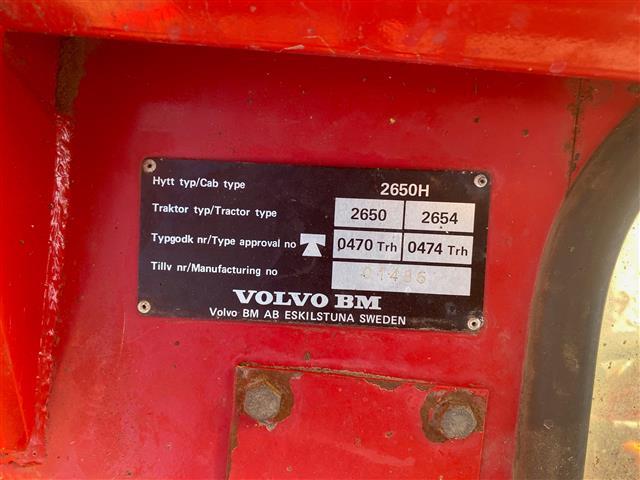 Hytt typ/Cab type 2650H
Traktor typ/Tractor type 2650 2654
Typgodk nr/Type approval no T 0470 Trh 0474 Trh
Tillv nr/Manufacturing no 01486
VOLVO BM
Volvo BM AB ESKILSTUNA SWEDEN